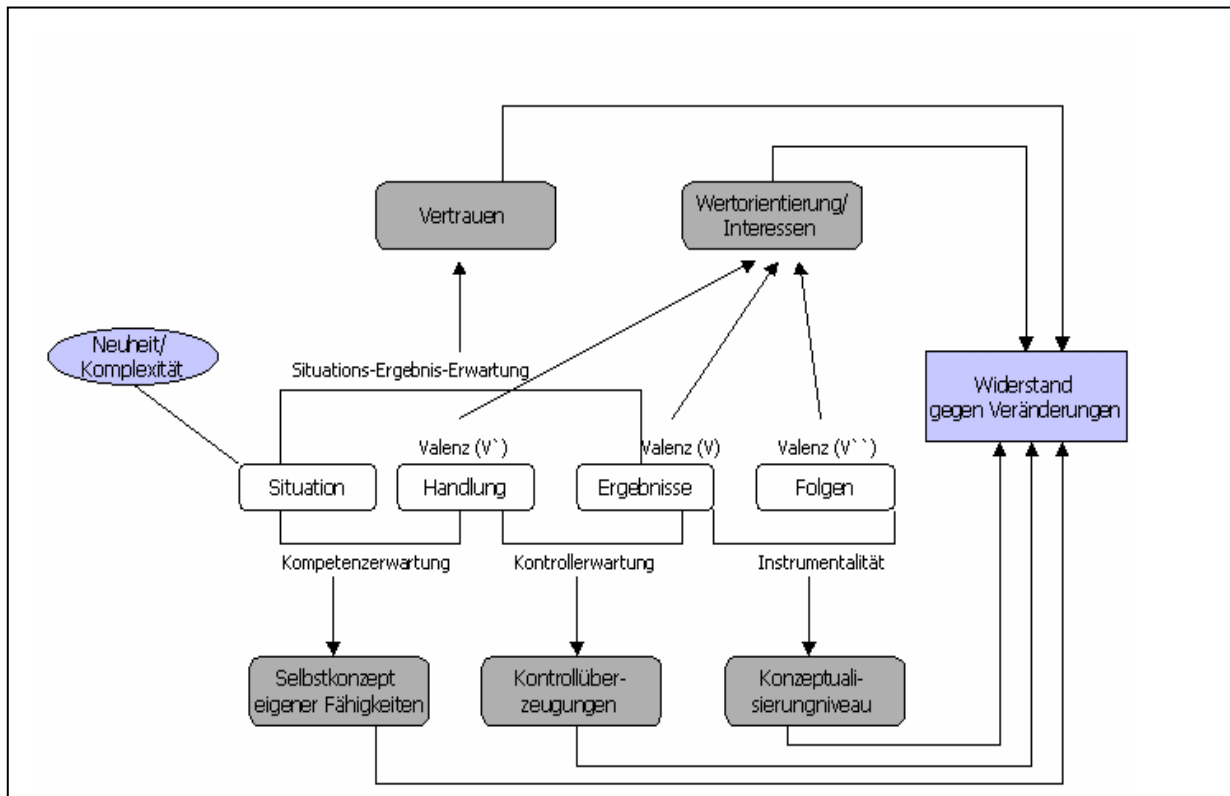 Vertrauen
Wertorientierung/
Interessen
Neuheit/
Komplexität
Situations-Ergebnis-Erwartung
Widerstand
gegen Veränderungen
Valenz (V`)
Valenz (V)
Valenz (V``)
Situation
Handlung
Ergebnisse
Folgen
Kompetenzerwartung
Kontrollerwartung
Instrumentalität
Selbstkonzept
eigener Fähigkeiten
Kontrollüber-
zeugungen
Konzeptuali-
sierungniveau